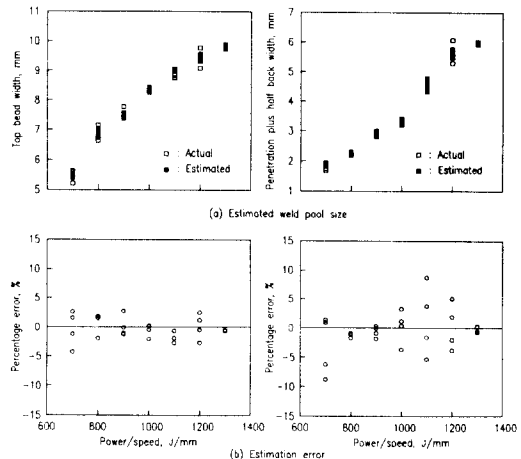 (a)
11
10
9
8
7
6
5
Top bead width, mm
□ : Actual
● : Estimated
7
6
5
4
3
2
1
Penetration plus half back width, mm
□ : Actual
■ : Estimated
(a) Estimated weld pool size
(b)
15
10
5
0
-5
-10
-15
Percentage error, %
600 800 1000 1200 1400
Power/speed, J/mm
15
10
5
0
-5
-10
-15
Percentage error, %
600 800 1000 1200 1400
Power/speed, J/mm
(b) Estimation error